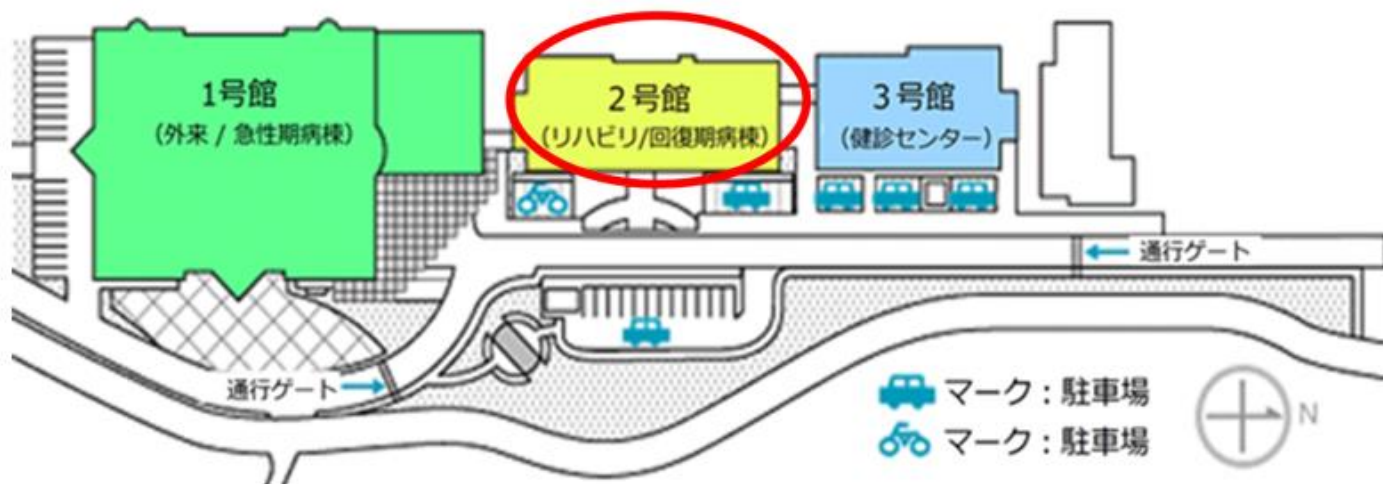 1号館
(外来 / 急性期病棟)
2号館
(リハビリ/回復期病棟)
3号館
(健診センター)
通行ゲート
通行ゲート
マーク:駐車場
マーク:駐車場
N